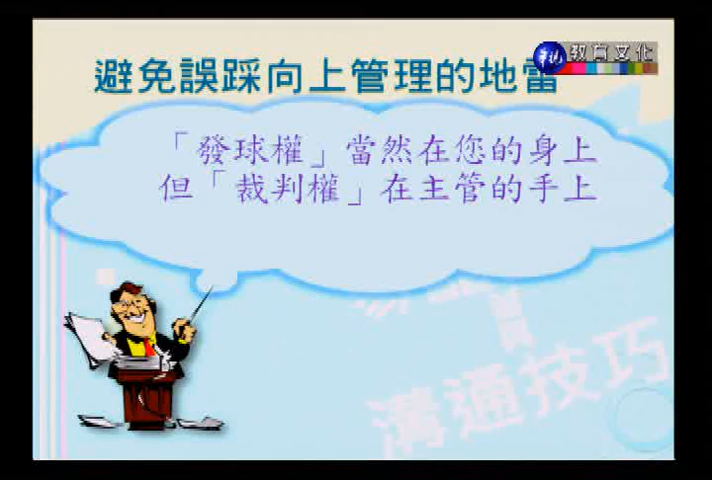 避免誤踩向上管理的地雷
華視 教育文化
「發球權」當然在您的身上
但「裁判權」在主管的手上
溝通技巧